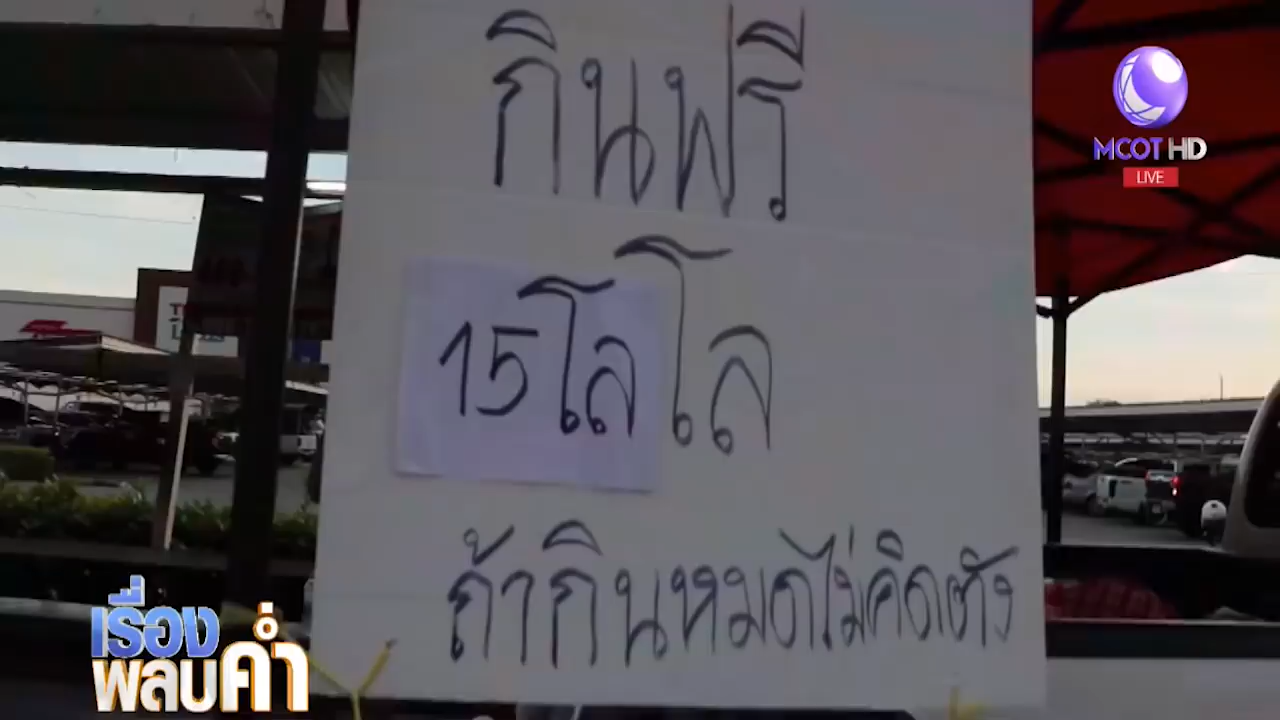 กินฟรี
15โลโล
ถ้ากินหมดไม่คิดตัง
MCOT HD
LIVE
เรื่อง
พลบค่ำ